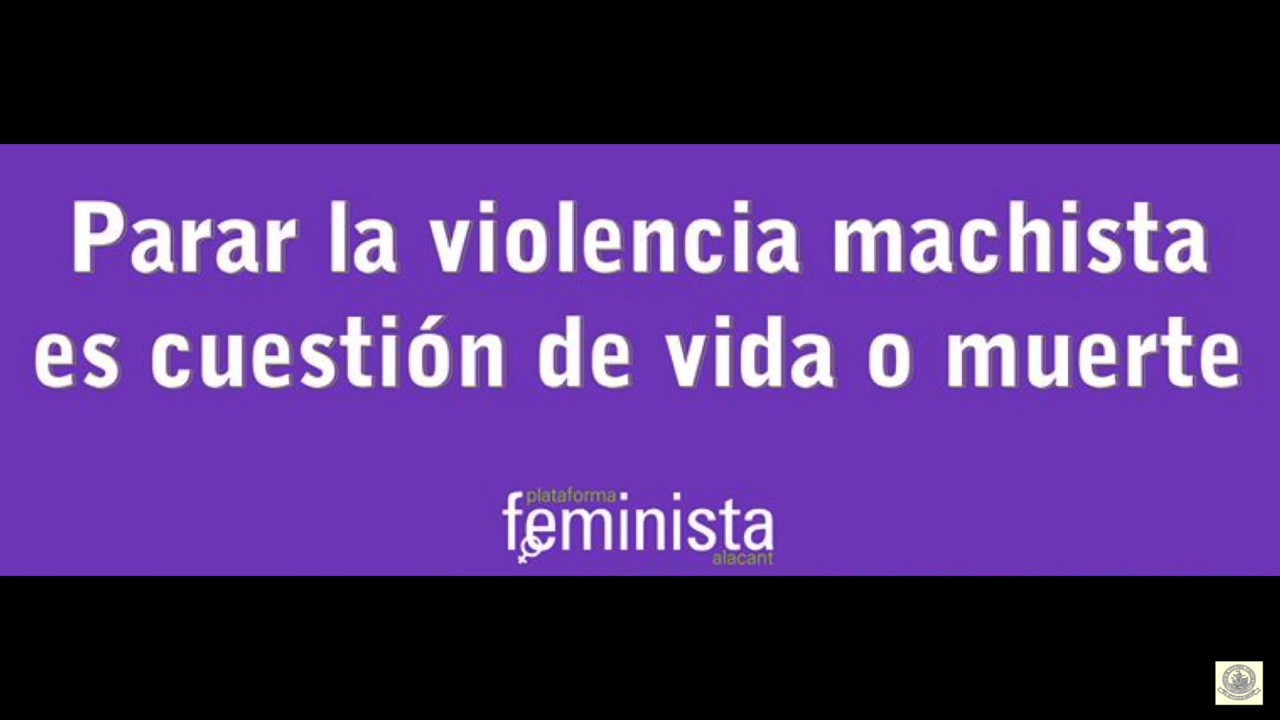 Parar la violencia machista
es cuestión de vida o muerte
plataforma
feminista
alacant